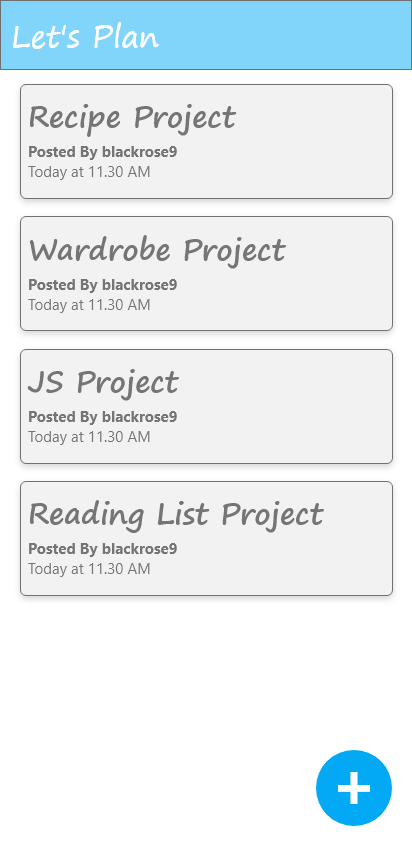 Let's Plan
Recipe Project
Posted By blackrose9
Today at 11.30 AM
Wardrobe Project
Posted By blackrose9
Today at 11.30 AM
JS Project
Posted By blackrose9
Today at 11.30 AM
Reading List Project
Posted By blackrose9
Today at 11.30 AM